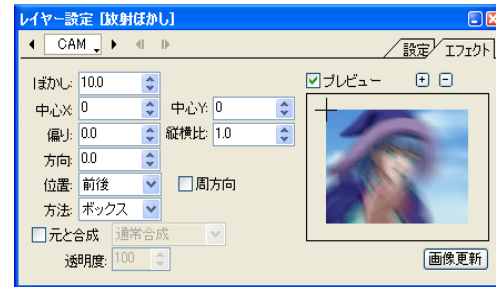 レイヤー設定 [放射ぼかし]
CAM
設定 エフェクト
ぼかし: 10.0
プレビュー
中心X: 0 中心Y: 0
偏り: 0.0 縦横比: 1.0
方向: 0.0
位置: 前後 周方向
方法: ボックス
元と合成 通常合成
透明度: 100
画像更新